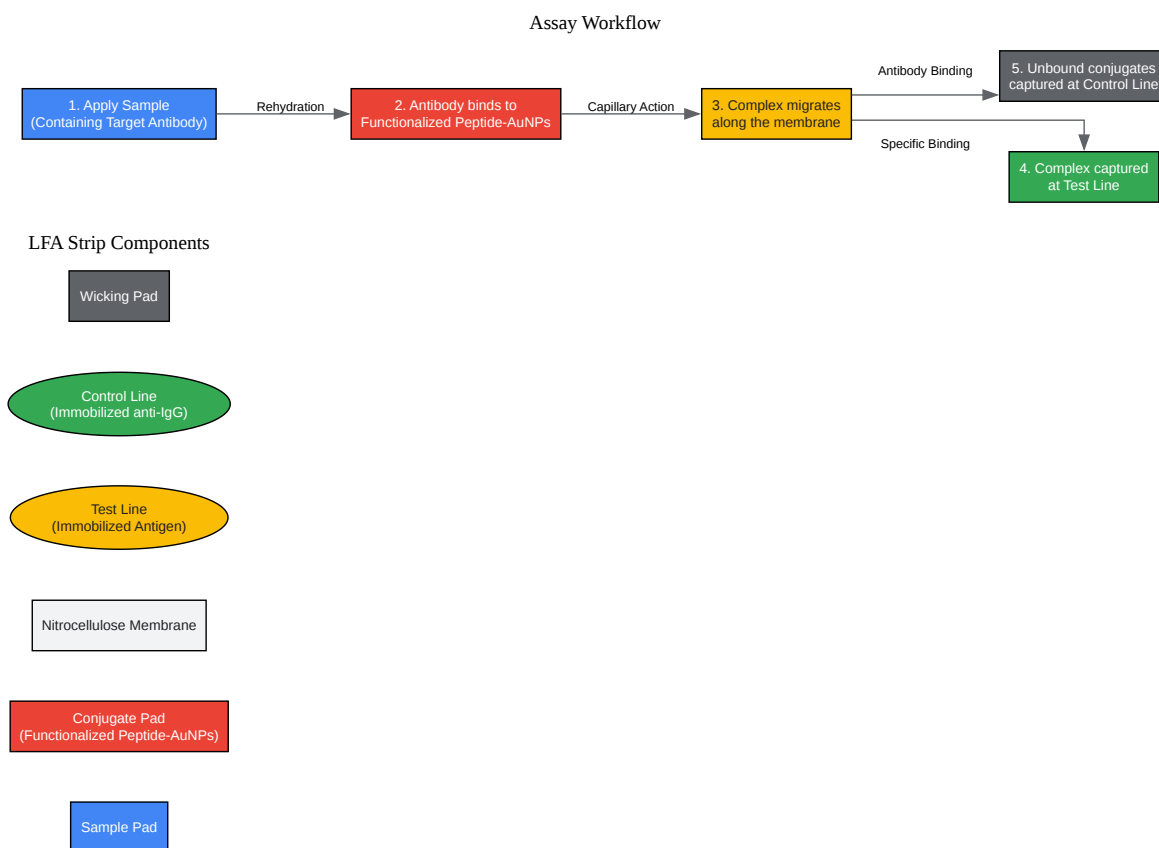 Assay Workflow
1. Apply Sample
(Containing Target Antibody)
Rehydration
2. Antibody binds to
Functionalized Peptide-AuNPs
Capillary Action
3. Complex migrates
along the membrane
Antibody Binding
5. Unbound conjugates
captured at Control Line
Specific Binding
4. Complex captured
at Test Line
LFA Strip Components
Wicking Pad
Control Line
(Immobilized anti-IgG)
Test Line
(Immobilized Antigen)
Nitrocellulose Membrane
Conjugate Pad
(Functionalized Peptide-AuNPs)
Sample Pad